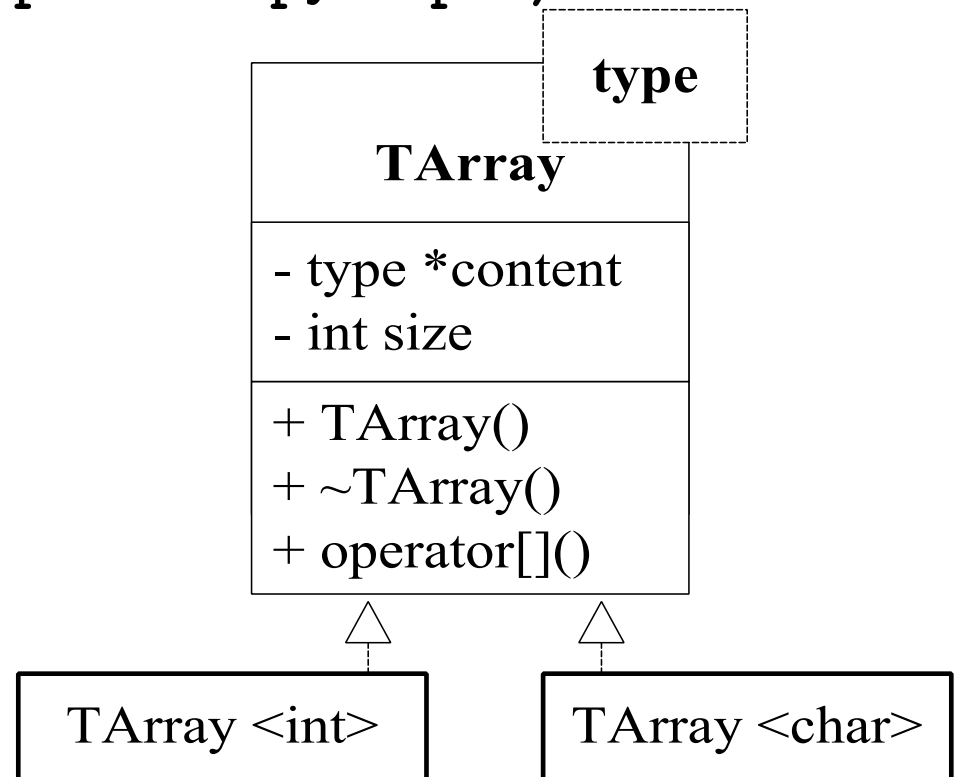 type
TArray
- type *content
- int size
+ TArray()
+ ~TArray()
+ operator[]()
TArray <int>
TArray <char>